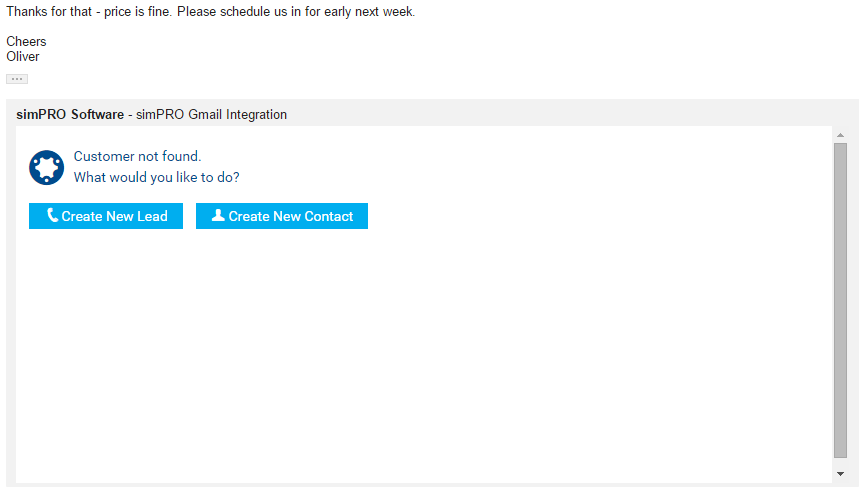 Thanks for that - price is fine. Please schedule us in for early next week.
Cheers
Oliver
simPRO Software - simPRO Gmail Integration
Customer not found.
What would you like to do?
Create New Lead
Create New Contact